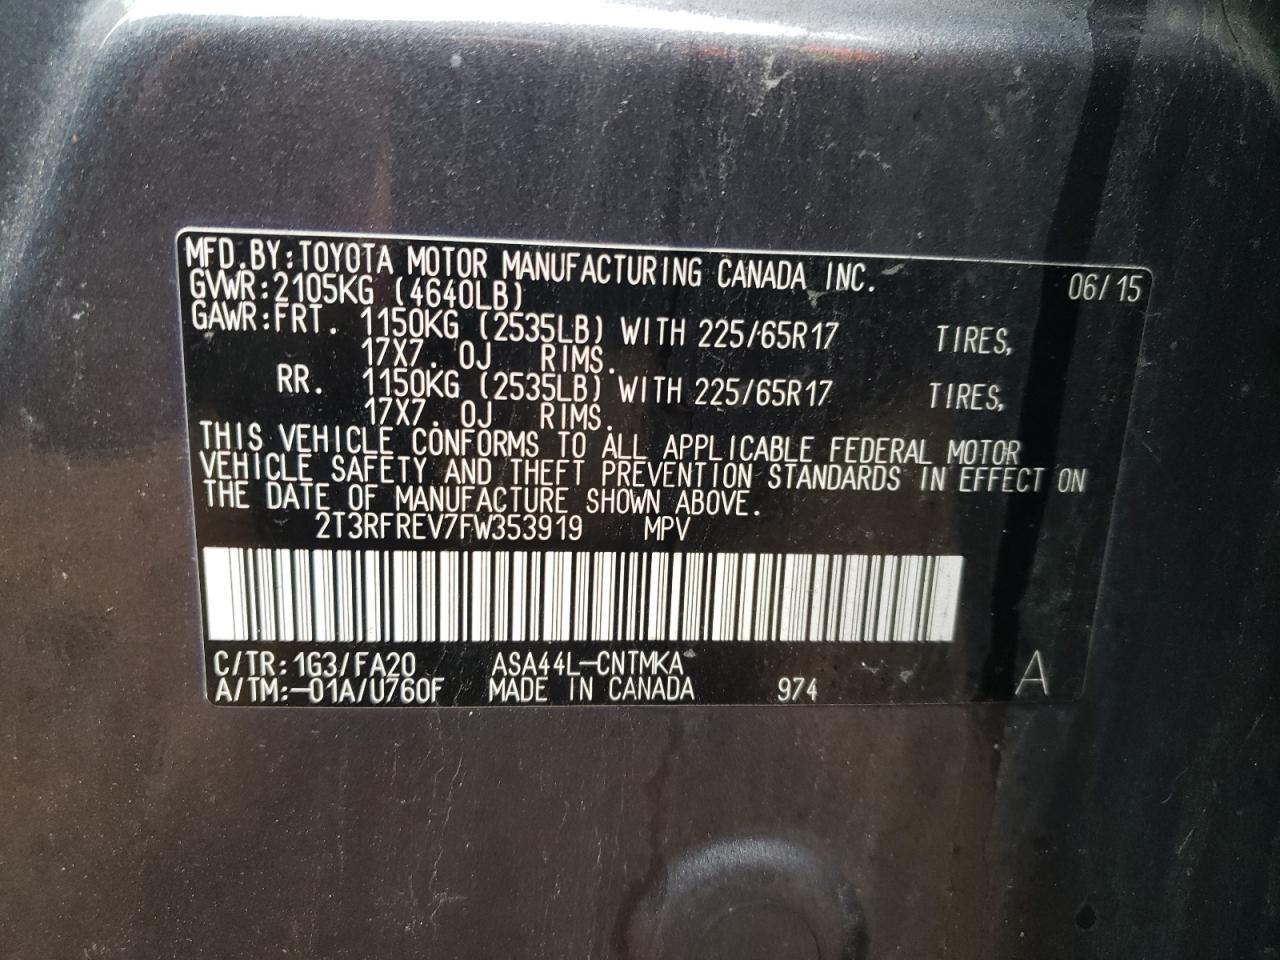 MFD.BY:TOYOTA MOTOR MANUFACTURING CANADA INC. 06/15
GVWR:2105KG (4640LB)
GAWR:FRT. 1150KG (2535LB) WITH 225/65R17 TIRES,
17X7.0J RIMS.
RR. 1150KG (2535LB) WITH 225/65R17 TIRES,
17X7.0J RIMS.
THIS VEHICLE CONFORMS TO ALL APPLICABLE FEDERAL MOTOR
VEHICLE SAFETY AND THEFT PREVENTION STANDARDS IN EFFECT ON
THE DATE OF MANUFACTURE SHOWN ABOVE.
2T3RFREV7FW353919 MPV
C/TR:1G3/FA20 ASA44L-CNTMKA
A/TM:-01A/U760F MADE IN CANADA 974 A